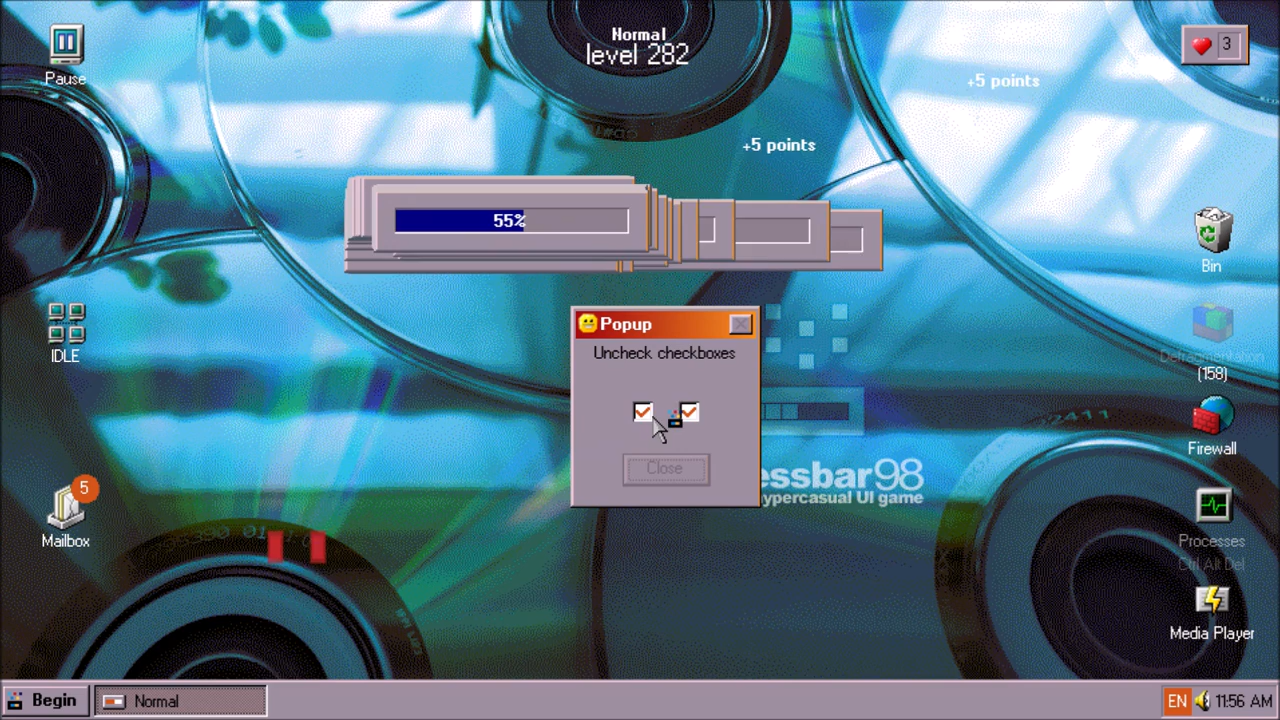 Pause
Normal
level 282
3
+5 points
+5 points
55%
Bin
Popup
Uncheck checkboxes
IDLE
Defragmentation
(158)
Firewall
Close
essbar98
ypercasual UI game
5
Mailbox
Processes
Ctrl Alt Del
Media Player
Begin
Normal
EN
11:56 AM